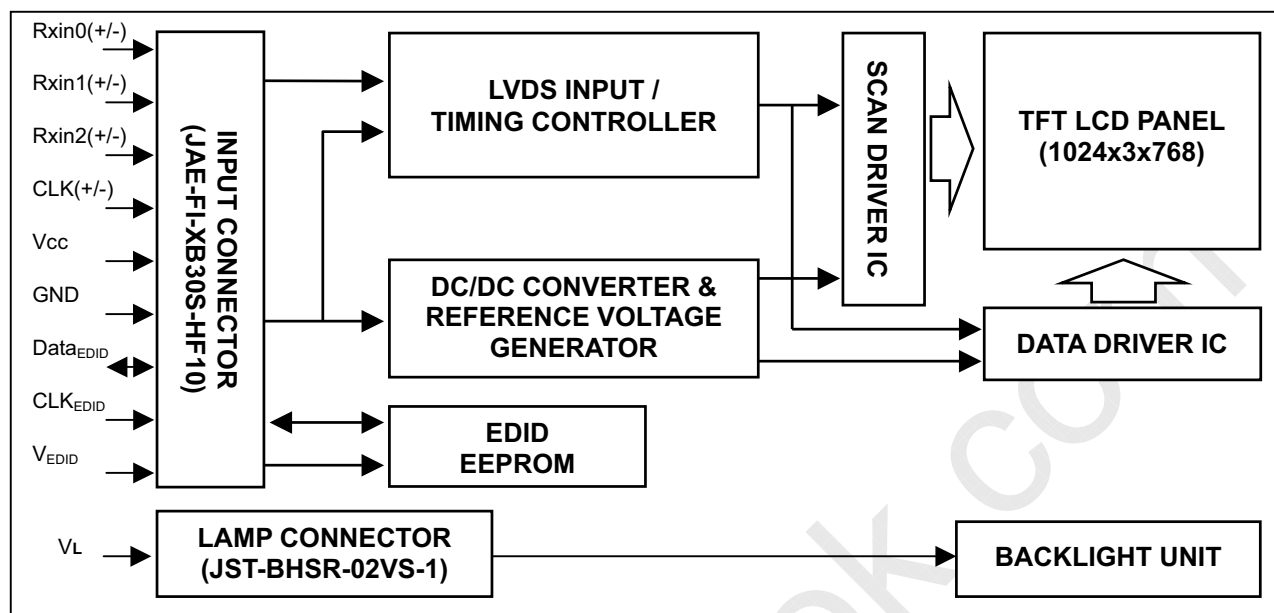 Rxin0(+/-)
Rxin1(+/-)
Rxin2(+/-)
CLK(+/-)
Vcc
GND
DataEDID
CLKEDID
VEDID
VL
INPUT CONNECTOR
(JAE-FI-XB30S-HF10)
LVDS INPUT /
TIMING CONTROLLER
DC/DC CONVERTER &
REFERENCE VOLTAGE
GENERATOR
EDID
EEPROM
LAMP CONNECTOR
(JST-BHSR-02VS-1)
SCAN DRIVER IC
TFT LCD PANEL
(1024x3x768)
DATA DRIVER IC
BACKLIGHT UNIT